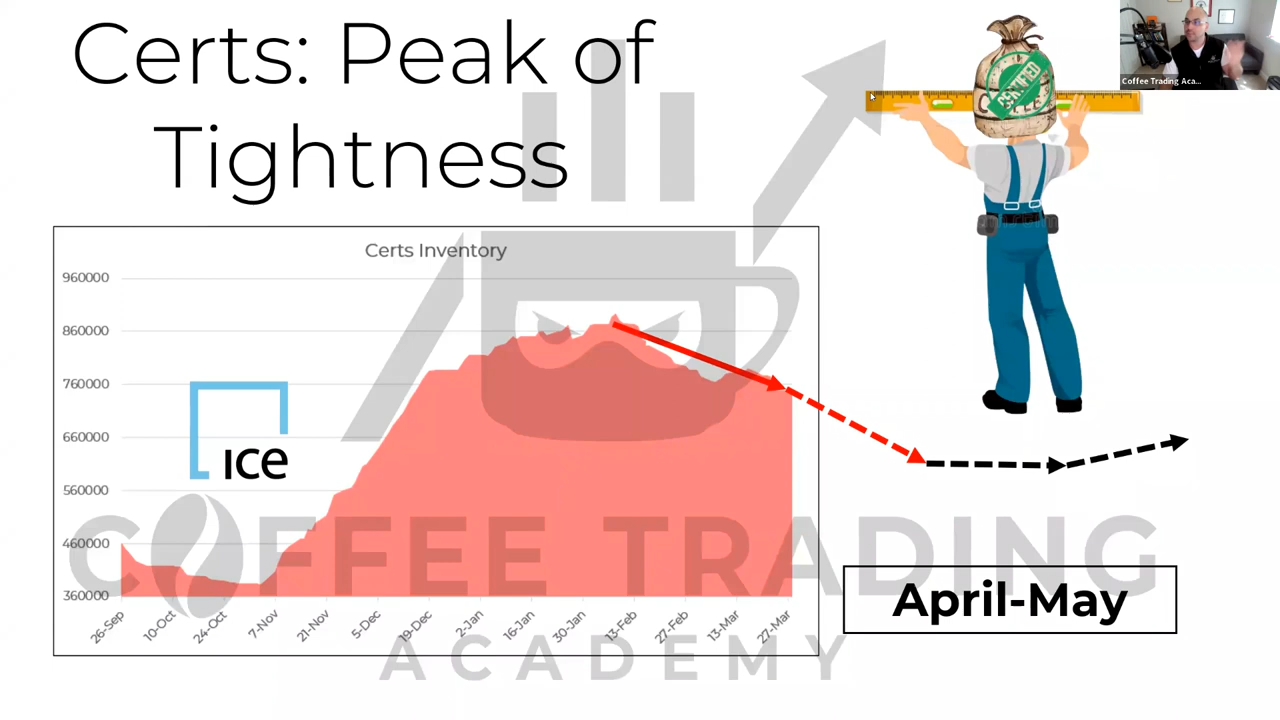 Certs: Peak of
Tightness
CERTIFIED
Coffee Trading Aca...
Certs Inventory
960000
860000
760000
660000
560000
460000
360000
ice
26-Sep
10-Oct
24-Oct
7-Nov
21-Nov
5-Dec
19-Dec
2-Jan
16-Jan
30-Jan
13-Feb
27-Feb
13-Mar
27-Mar
April-May
COFFEE TRADING
ACADEMY